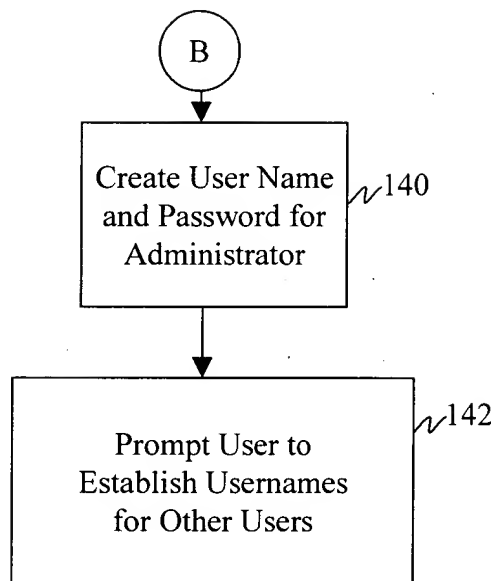 B
Create User Name
and Password for
Administrator
140
Prompt User to
Establish Usernames
for Other Users
142